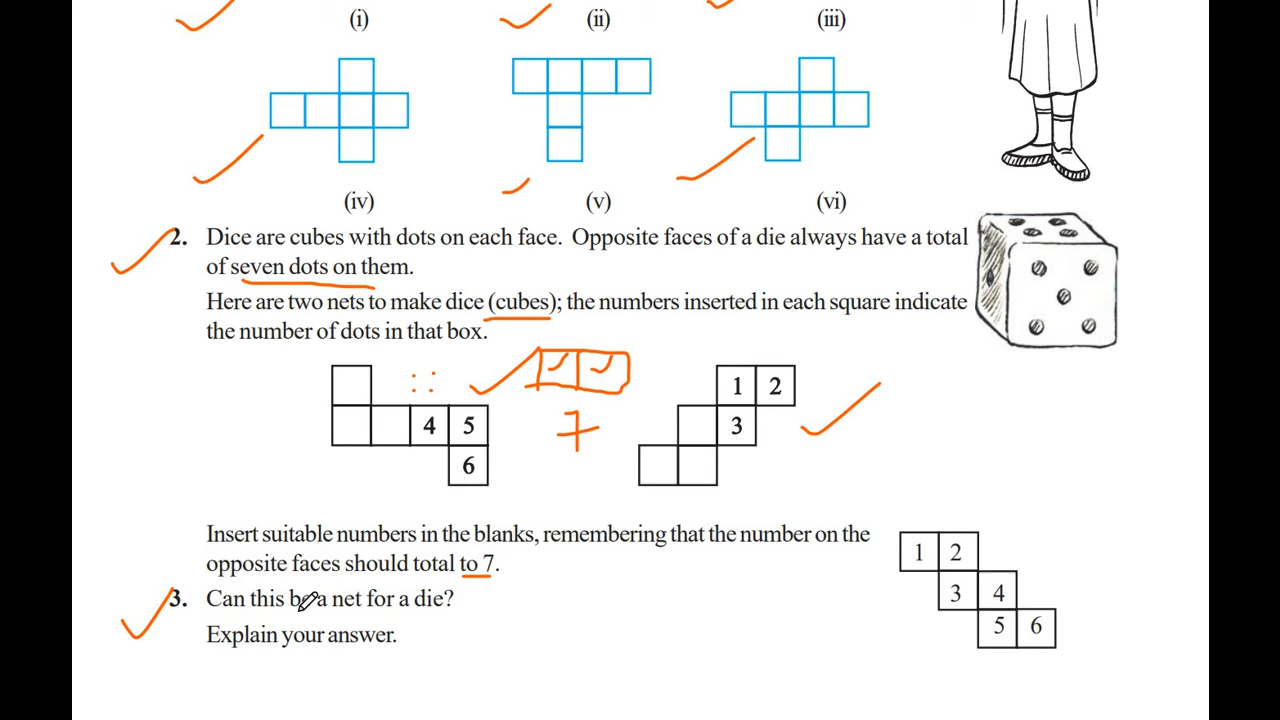 (i) (ii) (iii)
(iv) (v) (vi)
2. Dice are cubes with dots on each face. Opposite faces of a die always have a total
of seven dots on them.
Here are two nets to make dice (cubes); the numbers inserted in each square indicate
the number of dots in that box.
1 2
4 5 7 3
6
Insert suitable numbers in the blanks, remembering that the number on the
opposite faces should total to 7.
1 2
3. Can this be a net for a die?
3 4
Explain your answer.
5 6